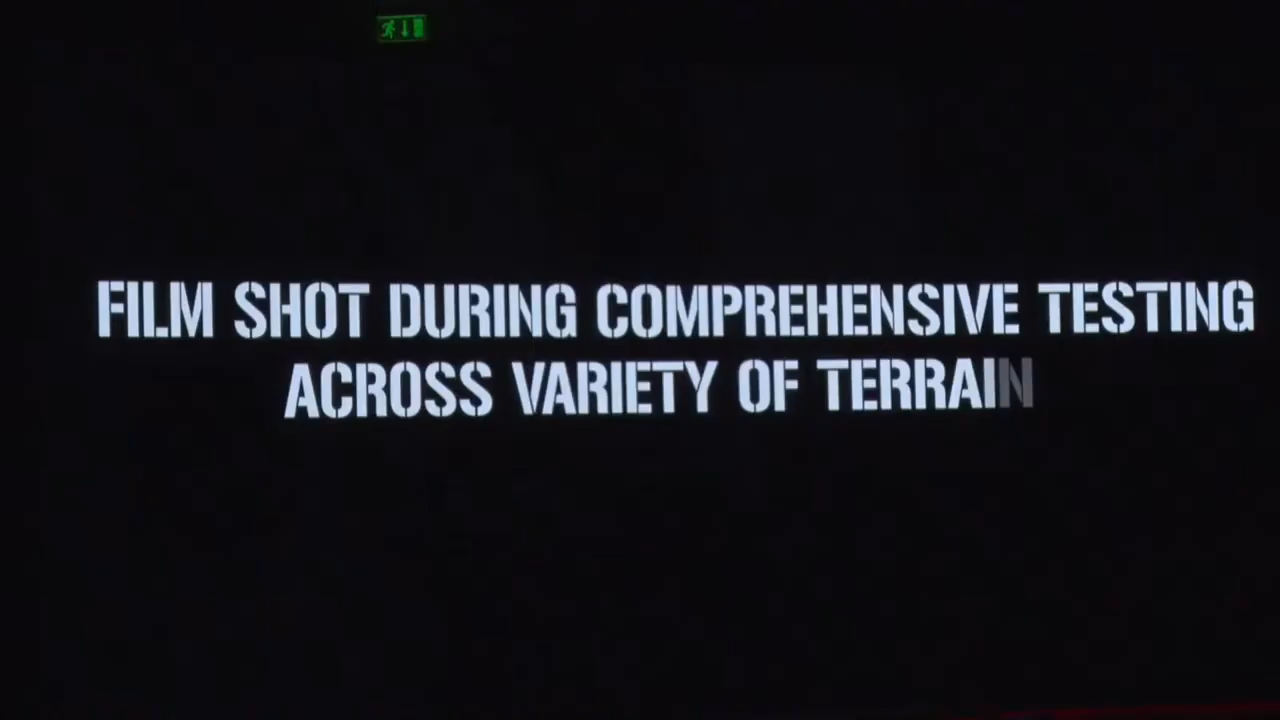 FILM SHOT DURING COMPREHENSIVE TESTING
ACROSS VARIETY OF TERRAIN